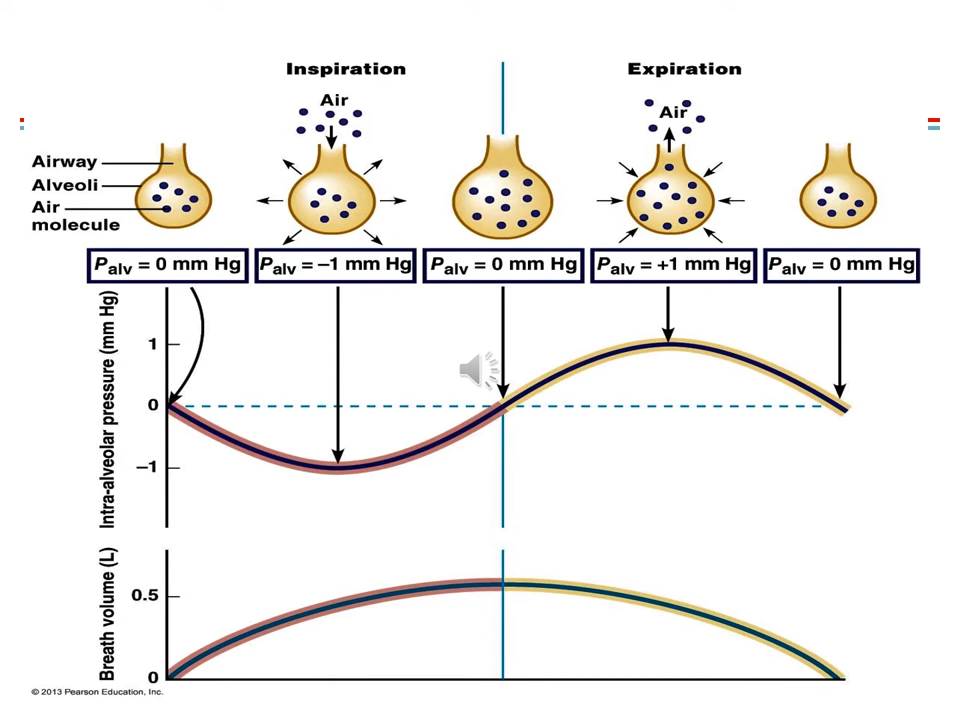 Inspiration
Expiration
Air
Air
Airway
Alveoli
Air
molecule
Palv = 0 mm Hg
Palv = –1 mm Hg
Palv = 0 mm Hg
Palv = +1 mm Hg
Palv = 0 mm Hg
Intra-alveolar pressure (mm Hg)
1
0
–1
Breath volume (L)
0.5
0
© 2013 Pearson Education, Inc.